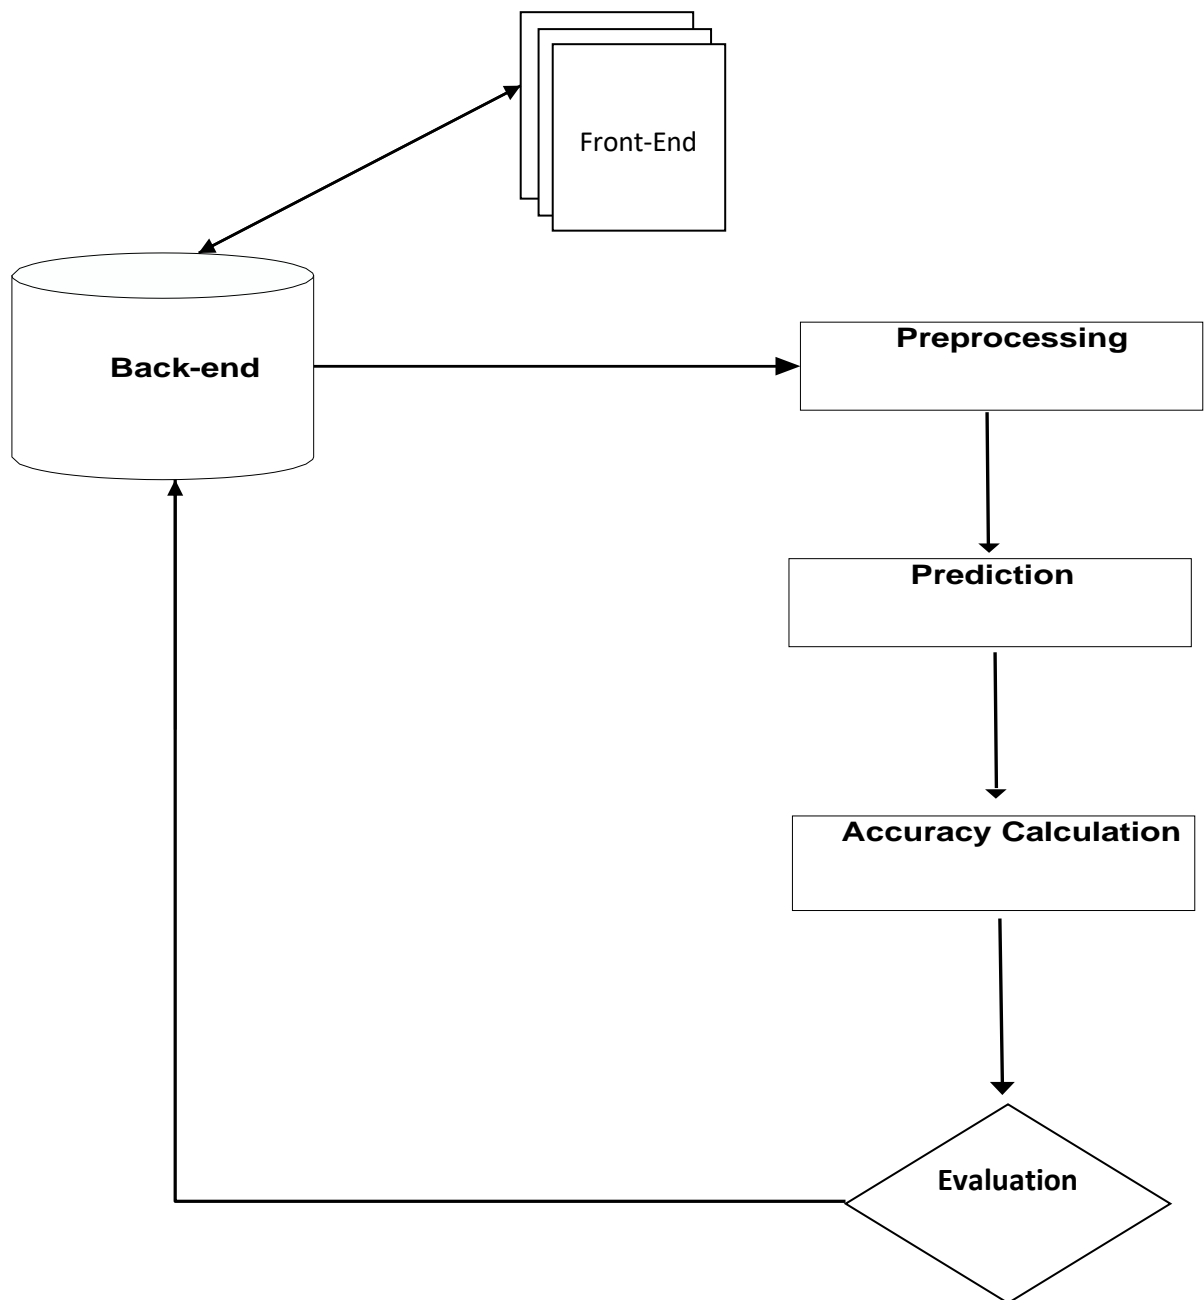 Front-End
Back-end
Preprocessing
Prediction
Accuracy Calculation
Evaluation